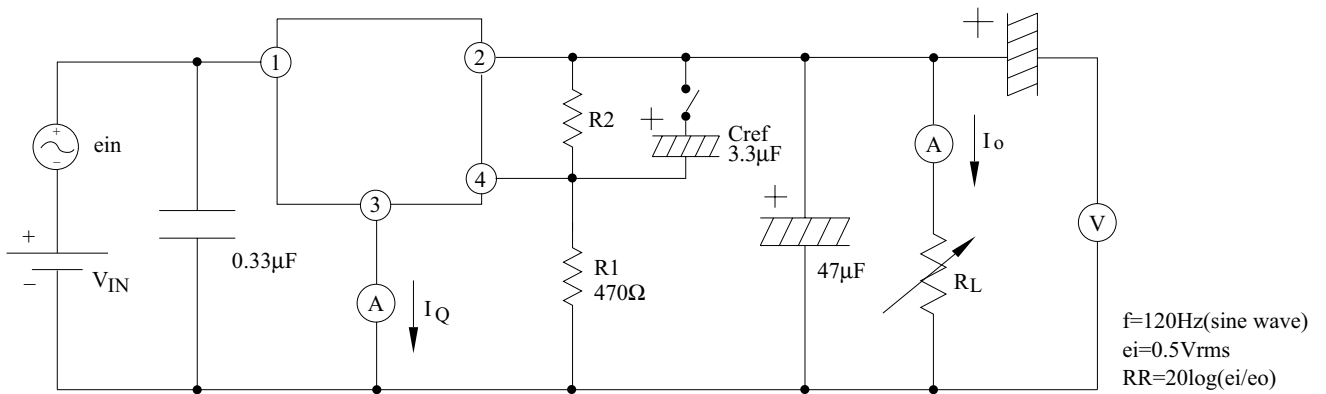 +
1
2
+
ein
−
R2
+
Cref
3.3µF
A
Io
4
3
+
V
+
VIN
−
0.33µF
R1
470Ω
47µF
RL
A
IQ
f=120Hz(sine wave)
ei=0.5Vrms
RR=20log(ei/eo)